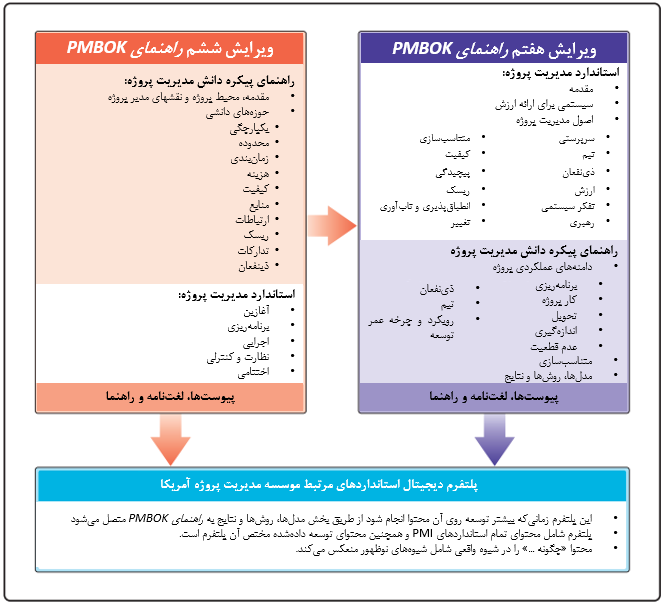 ویرایش هفتم راهنمای PMBOK
استاندارد مدیریت پروژه:
• مقدمه
• سیستمی برای ارائه ارزش
• اصول مدیریت پروژه
• سرپرستی
• تیم
• ذی‌نفعان
• ارزش
• تفکر سیستمی
• رهبری
• متناسب‌سازی
• کیفیت
• پیچیدگی
• ریسک
• انطباق‌پذیری و تاب‌آوری
• تغییر
راهنمای پیکره دانش مدیریت پروژه
• دامنه‌های عملکردی پروژه
• برنامه‌ریزی
• کار پروژه
• تحویل
• اندازه‌گیری
• عدم قطعیت
• ذی‌نفعان
• تیم
• رویکرد و چرخه عمر
توسعه
• متناسب‌سازی
• مدل‌ها، روش‌ها و نتایج
پیوست‌ها، لغت‌نامه و راهنما
ویرایش ششم راهنمای PMBOK
راهنمای پیکره دانش مدیریت پروژه:
• مقدمه، محیط پروژه و نقشهای مدیر پروژه
• حوزه‌های دانشی
• یکپارچگی
• محدوده
• زمان‌بندی
• هزینه
• کیفیت
• منابع
• ارتباطات
• ریسک
• تدارکات
• ذینفعان
استاندارد مدیریت پروژه:
• آغازین
• برنامه‌ریزی
• اجرایی
• نظارت و کنترلی
• اختتامی
پیوست‌ها، لغت‌نامه و راهنما
پلتفرم دیجیتال استانداردهای مرتبط موسسه مدیریت پروژه آمریکا
• این پلتفرم زمانی‌که بیشتر توسعه روی آن محتوا انجام شود از طریق بخش مدل‌ها، روش‌ها و نتایج به راهنمای PMBOK متصل می‌شود
• پلتفرم شامل محتوای تمام استانداردهای PMI و همچنین محتوای توسعه داده‌شده مختص آن پلتفرم است.
• محتوا «چگونه ...» را در شیوه واقعی شامل شیوه‌های نوظهور منعکس می‌کند.